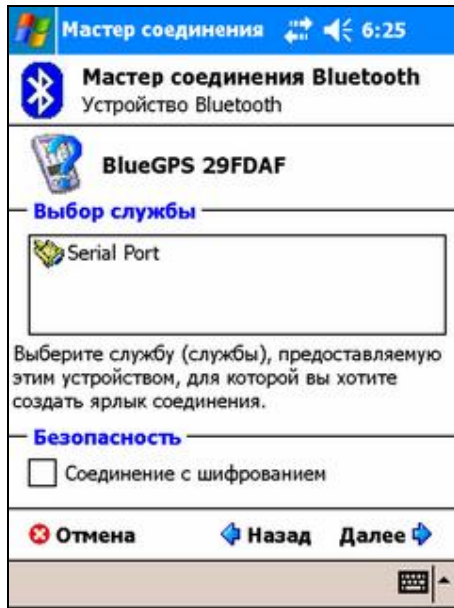 Мастер соединения 6:25
Мастер соединения Bluetooth
Устройство Bluetooth
BlueGPS 29FDAF
Выбор службы
Serial Port
Выберите службу (службы), предоставляемую
этим устройством, для которой вы хотите
создать ярлык соединения.
Безопасность
Соединение с шифрованием
Отмена Назад Далее